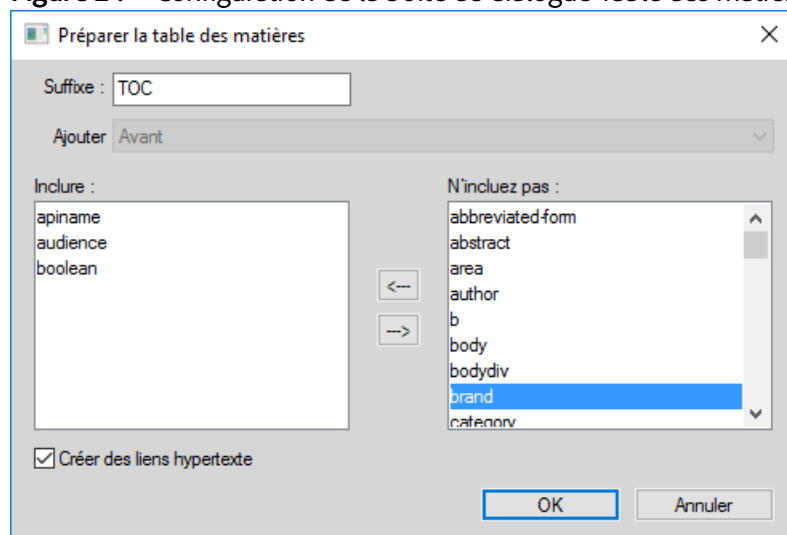 Préparer la table des matières
Suffixe : TOC
Ajouter Avant
Inclure :
apiname
audience
boolean
<---
--->
N'incluez pas :
abbreviated-form
abstract
area
author
b
body
bodydiv
brand
category
Créer des liens hypertexte
OK Annuler